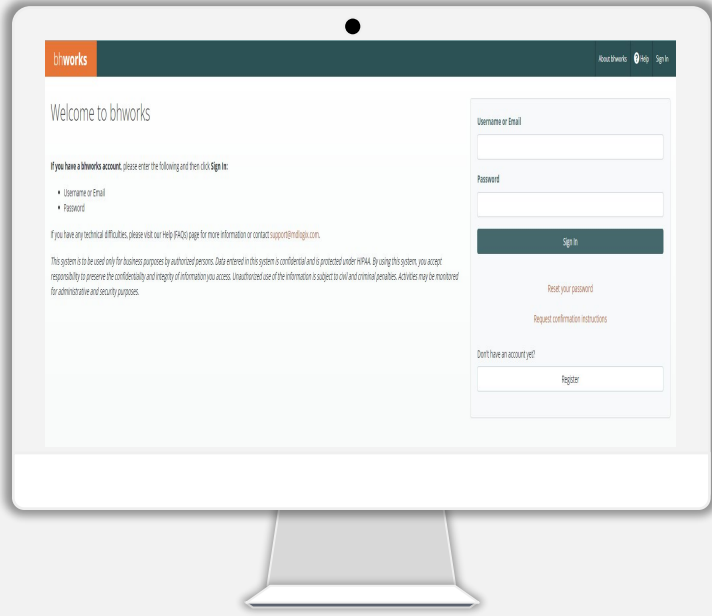 bhworks
About bhworks ? Help Sign In
Welcome to bhworks
If you have a bhworks account, please enter the following and then click Sign In:
• Username or Email
• Password
If you have any technical difficulties, please visit our Help (FAQs) page for more information or contact support@mdlogix.com.
This system is to be used only for business purposes by authorized persons. Data entered in this system is confidential and is protected under HIPAA. By using this system, you accept
responsibility to preserve the confidentiality and integrity of information you access. Unauthorized use of the information is subject to civil and criminal penalties. Activities may be monitored
for administrative and security purposes.
Username or Email
Password
Sign In
Reset your password
Request confirmation instructions
Don't have an account yet?
Register